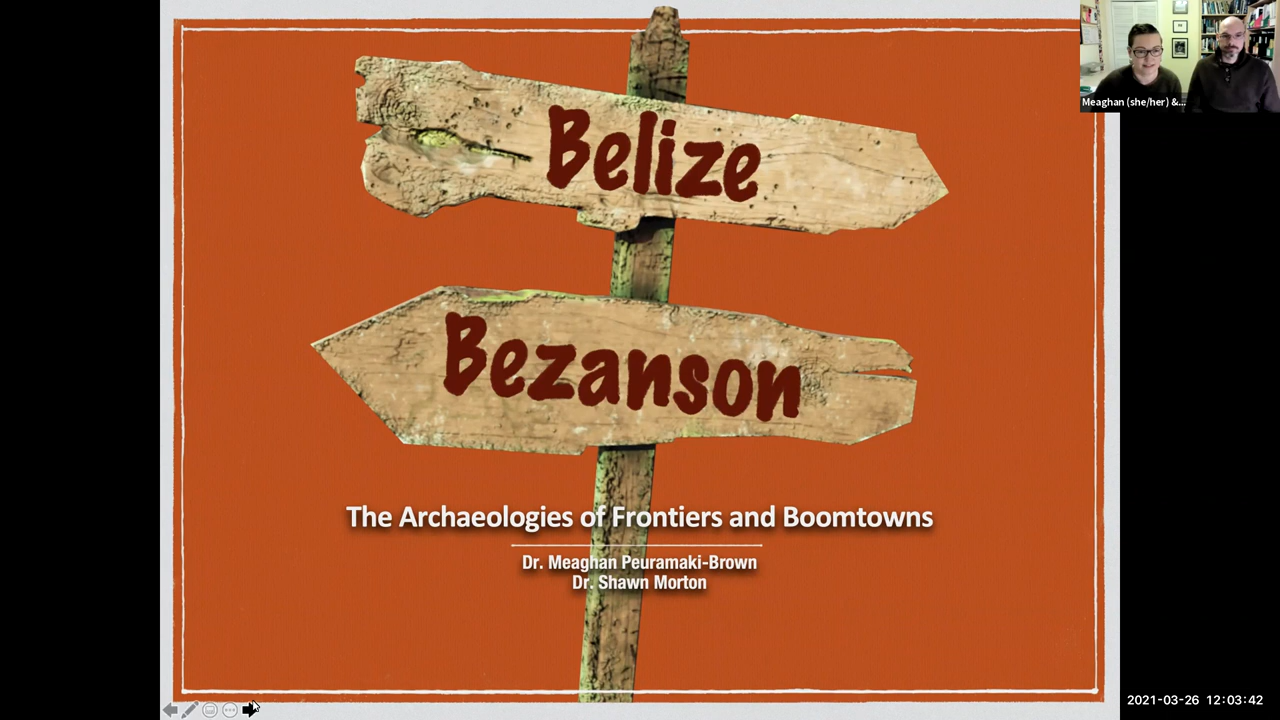 Belize
Bezanson
The Archaeologies of Frontiers and Boomtowns
Dr. Meaghan Peuramaki-Brown
Dr. Shawn Morton
Meaghan (she/her) &...
2021-03-26 12:03:42